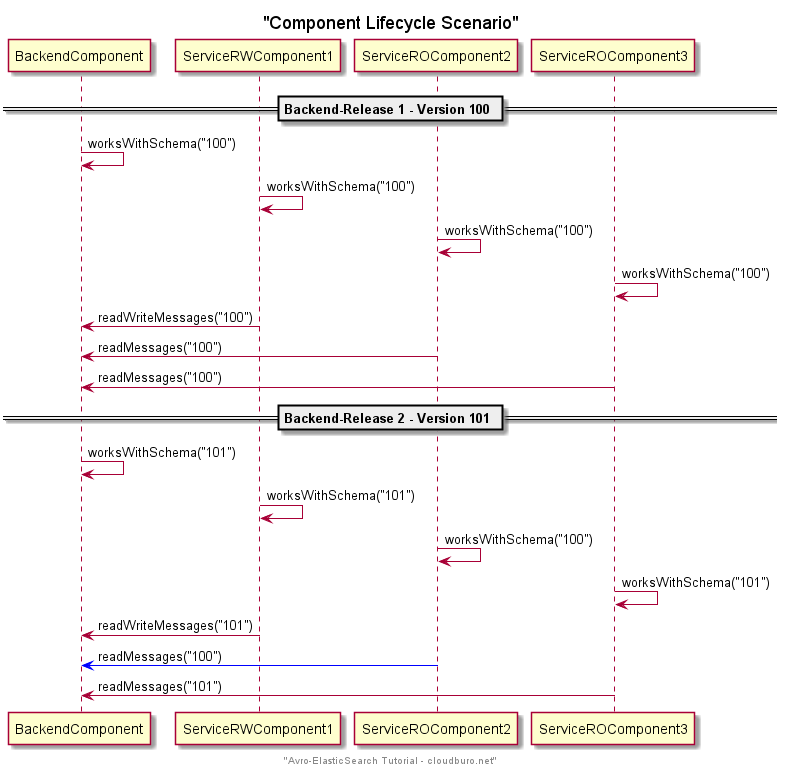 "Component Lifecycle Scenario"
BackendComponent ServiceRWComponent1 ServiceROComponent2 ServiceROComponent3
Backend-Release 1 - Version 100
worksWithSchema("100")
worksWithSchema("100")
worksWithSchema("100")
worksWithSchema("100")
readWriteMessages("100")
readMessages("100")
readMessages("100")
Backend-Release 2 - Version 101
worksWithSchema("101")
worksWithSchema("101")
worksWithSchema("100")
worksWithSchema("101")
readWriteMessages("101")
readMessages("100")
readMessages("101")
BackendComponent ServiceRWComponent1 ServiceROComponent2 ServiceROComponent3
"Avro-ElasticSearch Tutorial - cloudburo.net"